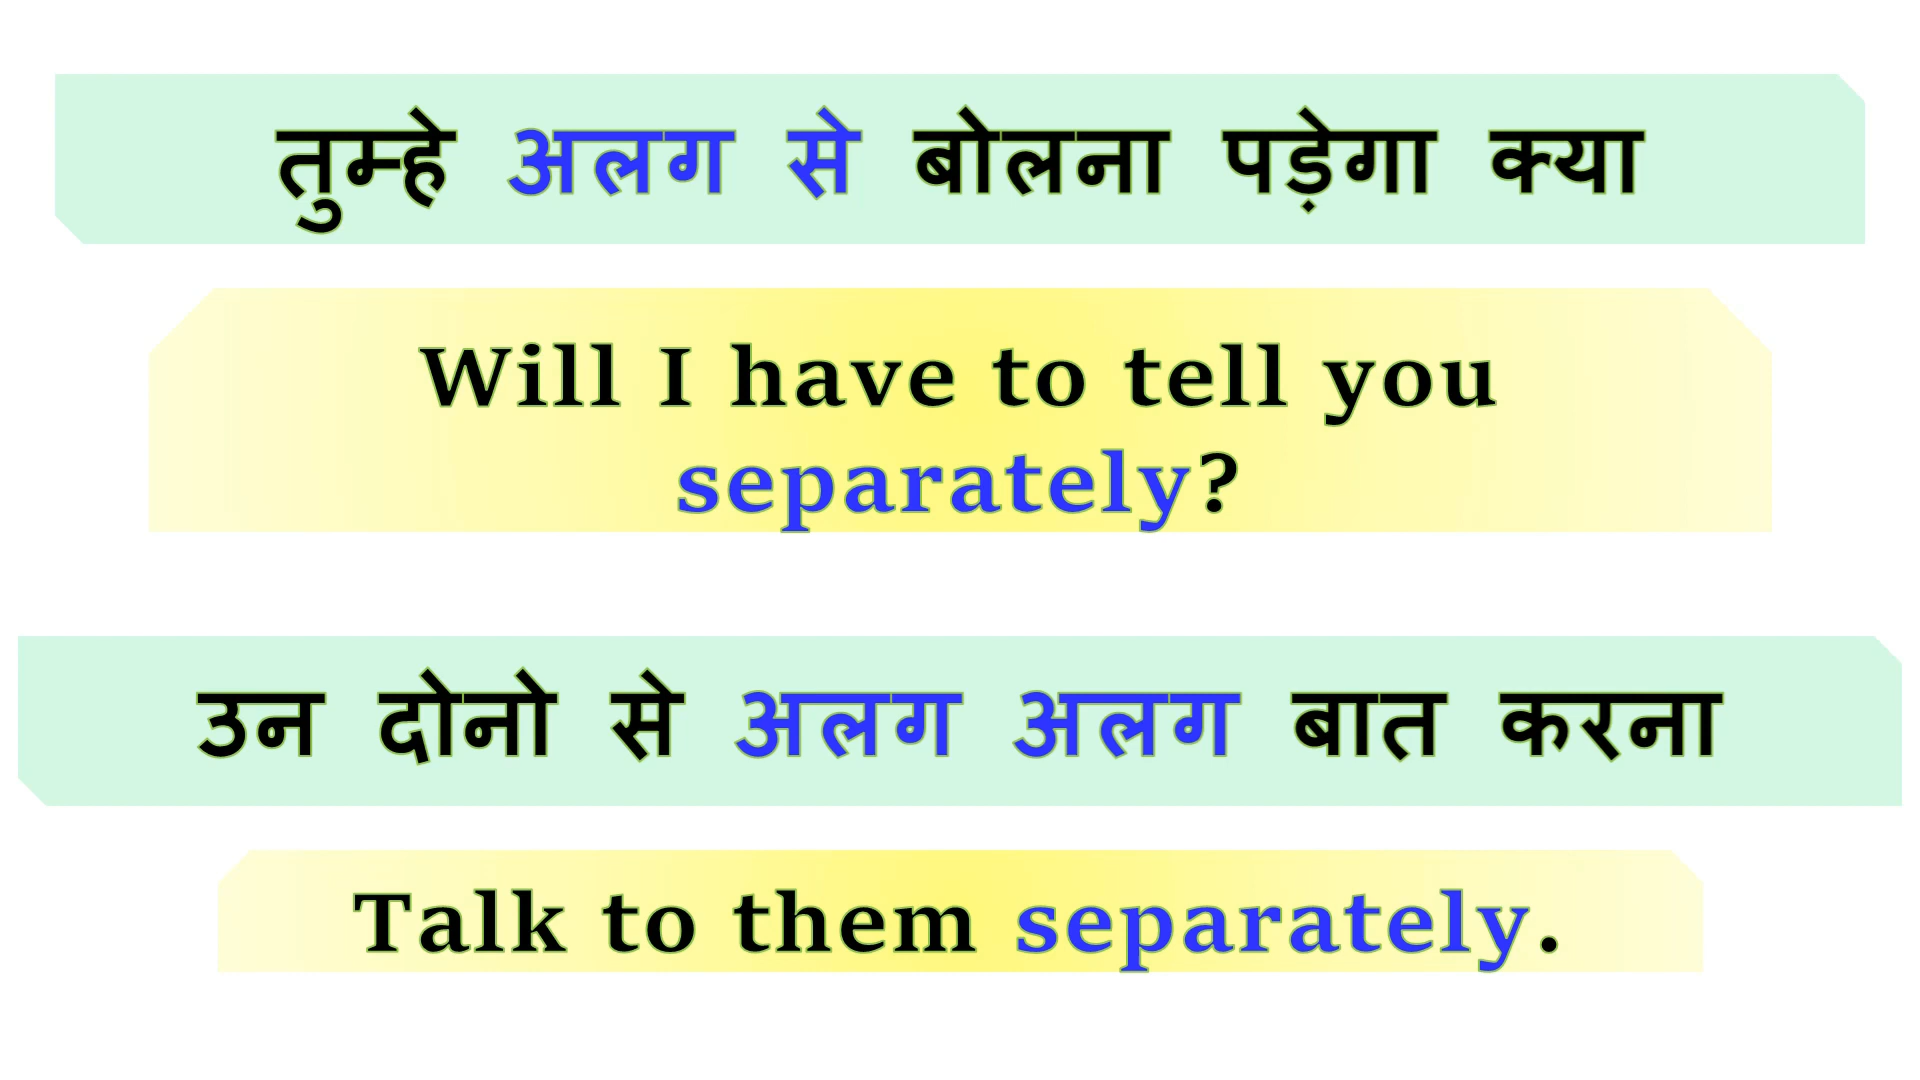 तुम्हे अलग से बोलना पड़ेगा क्या
Will I have to tell you
separately?
उन दोनो से अलग अलग बात करना
Talk to them separately.